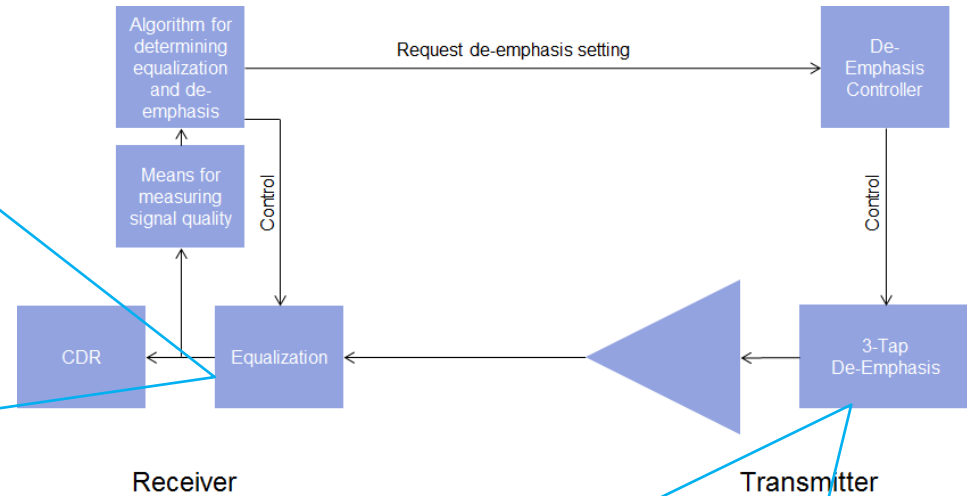 Algorithm for
determining
equalization
and de-
emphasis
Request de-emphasis setting
De-
Emphasis
Controller
Means for
measuring
signal quality
Control
Control
CDR
Equalization
3-Tap
De-Emphasis
Receiver
Transmitter